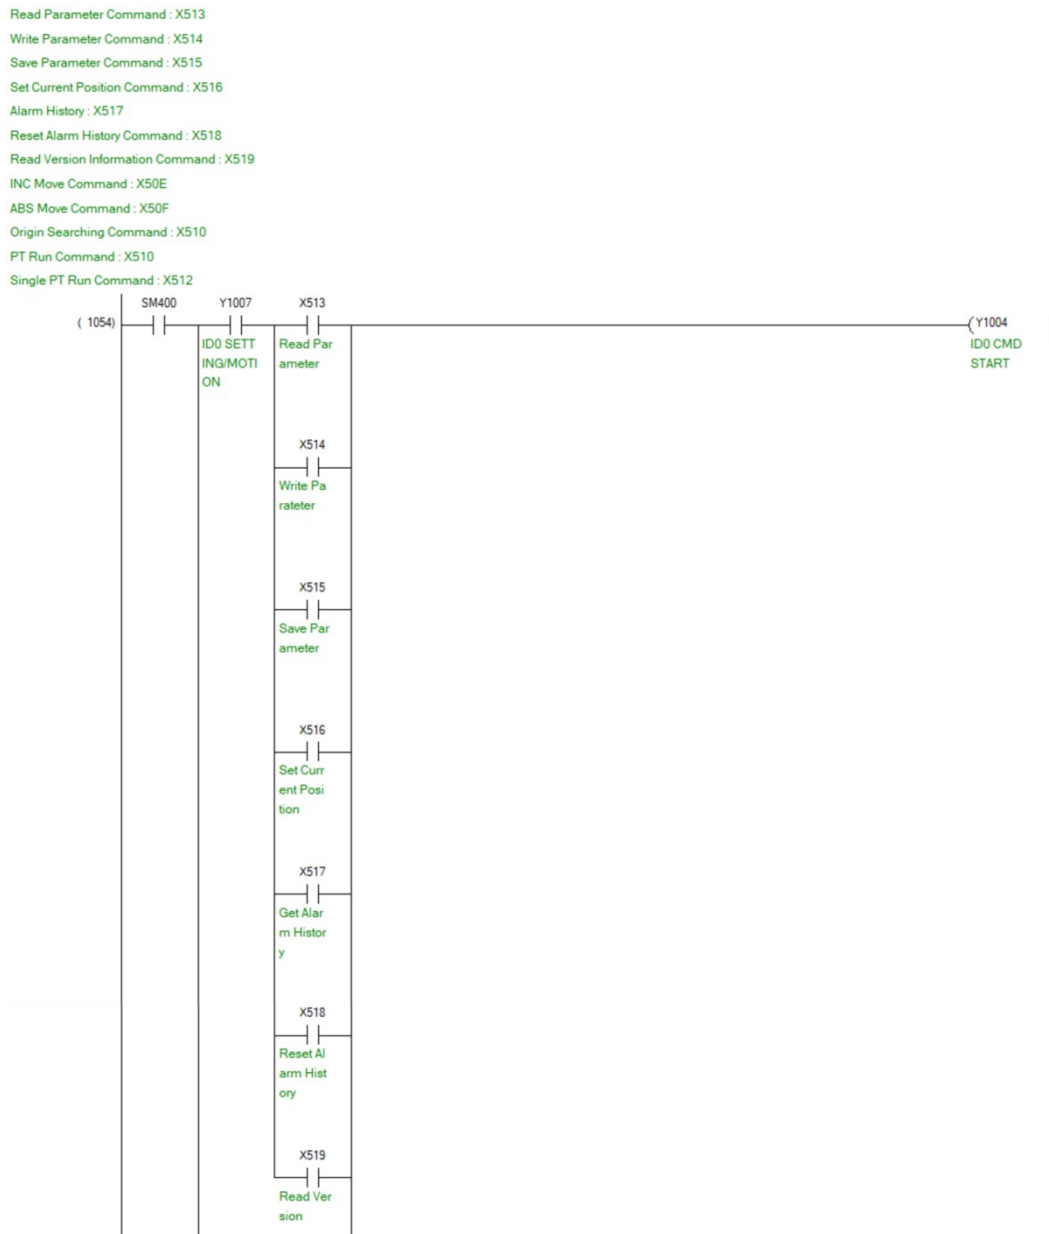 Read Parameter Command : X513
Write Parameter Command : X514
Save Parameter Command : X515
Set Current Position Command : X516
Alarm History : X517
Reset Alarm History Command : X518
Read Version Information Command : X519
INC Move Command : X50E
ABS Move Command : X50F
Origin Searching Command : X510
PT Run Command : X510
Single PT Run Command : X512
SM400 Y1007 X513
( 1054) Y1004
ID0 SETT Read Par ID0 CMD
ING/MOTI ameter START
ON
X514
Write Pa
rateter
X515
Save Par
ameter
X516
Set Curr
ent Posi
tion
X517
Get Alar
m Histor
y
X518
Reset Al
arm Hist
ory
X519
Read Ver
sion